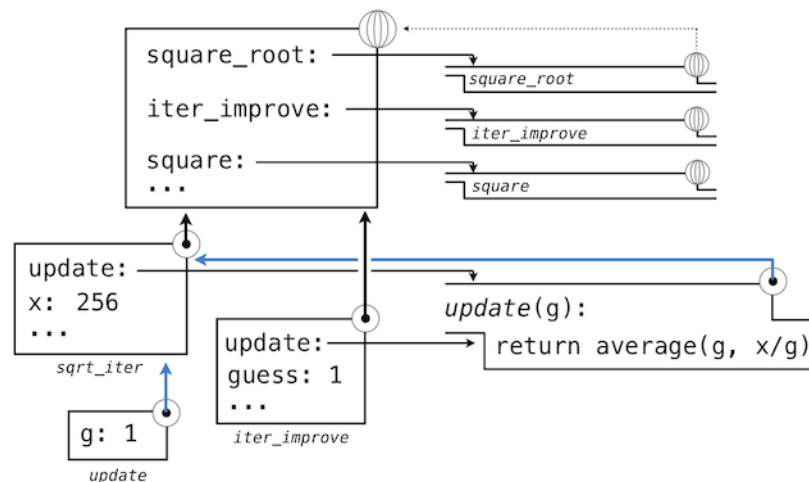 square_root:
iter_improve:
square:
...
square_root
iter_improve
square
update:
x: 256
...
sqrt_iter
update:
guess: 1
...
iter_improve
g: 1
update
update(g):
return average(g, x/g)